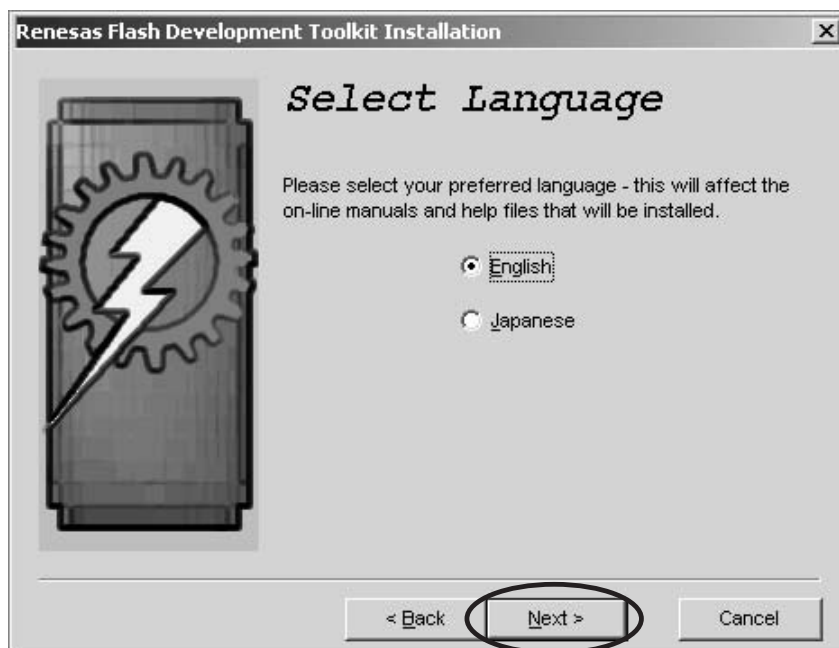 Renesas Flash Development Toolkit Installation
Select Language
Please select your preferred language - this will affect the
on-line manuals and help files that will be installed.
English
Japanese
< Back
Next >
Cancel